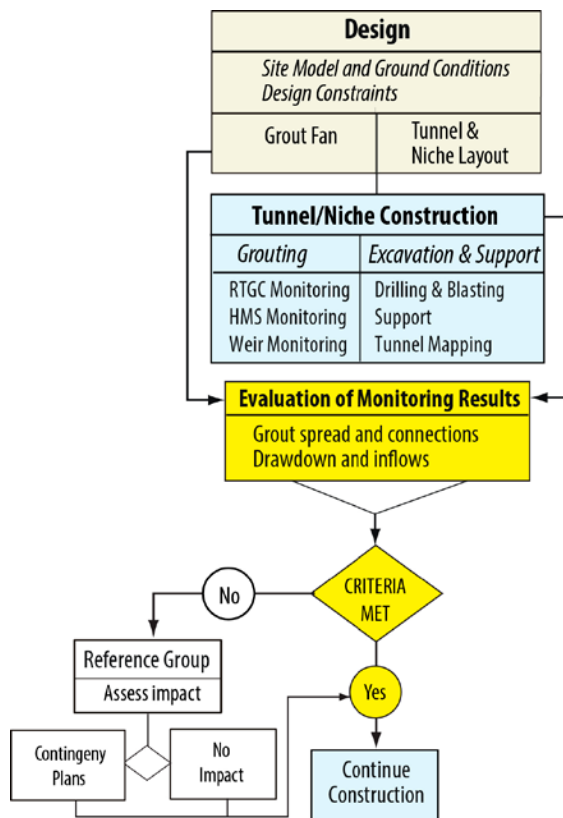 Design
Site Model and Ground Conditions
Design Constraints
Grout Fan
Tunnel &
Niche Layout
Tunnel/Niche Construction
Grouting
Excavation & Support
RTGC Monitoring
HMS Monitoring
Weir Monitoring
Drilling & Blasting
Support
Tunnel Mapping
Evaluation of Monitoring Results
Grout spread and connections
Drawdown and inflows
CRITERIA
MET
No
Reference Group
Assess impact
Yes
Contingeny
Plans
No
Impact
Continue
Construction